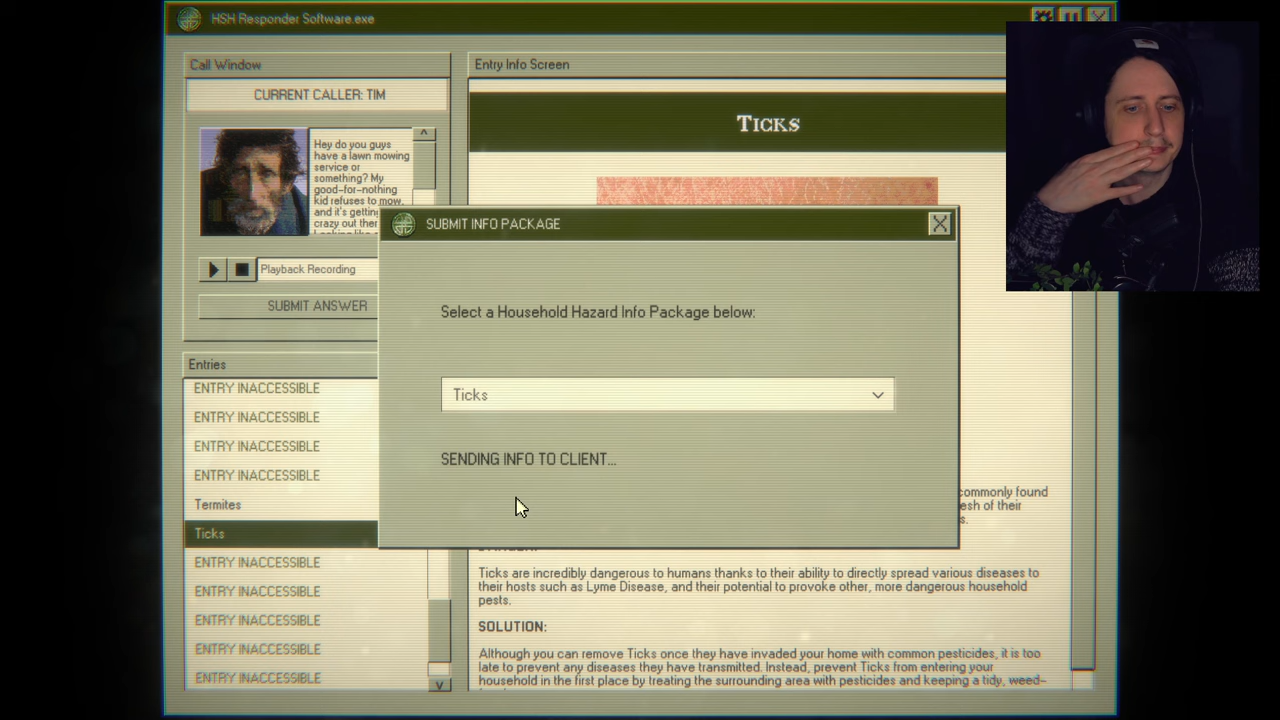 HSH Responder Software.exe
Call Window
CURRENT CALLER: TIM
Hey do you guys
have a lawn mowing
service or
something? My
good-for-nothing
kid refuses to mow,
and it's getting
crazy out ther
Playback Recording
SUBMIT ANSWER
Entries
ENTRY INACCESSIBLE
ENTRY INACCESSIBLE
ENTRY INACCESSIBLE
ENTRY INACCESSIBLE
Termites
Ticks
ENTRY INACCESSIBLE
ENTRY INACCESSIBLE
ENTRY INACCESSIBLE
ENTRY INACCESSIBLE
ENTRY INACCESSIBLE
Entry Info Screen
TICKS
SUBMIT INFO PACKAGE
Select a Household Hazard Info Package below:
Ticks
SENDING INFO TO CLIENT...
commonly found
esh of their
s.
Ticks are incredibly dangerous to humans thanks to their ability to directly spread various diseases to
their hosts such as Lyme Disease, and their potential to provoke other, more dangerous household
pests.
SOLUTION:
Although you can remove Ticks once they have invaded your home with common pesticides, it is too
late to prevent any diseases they have transmitted. Instead, prevent Ticks from entering your
household in the first place by treating the surrounding area with pesticides and keeping a tidy, weed-